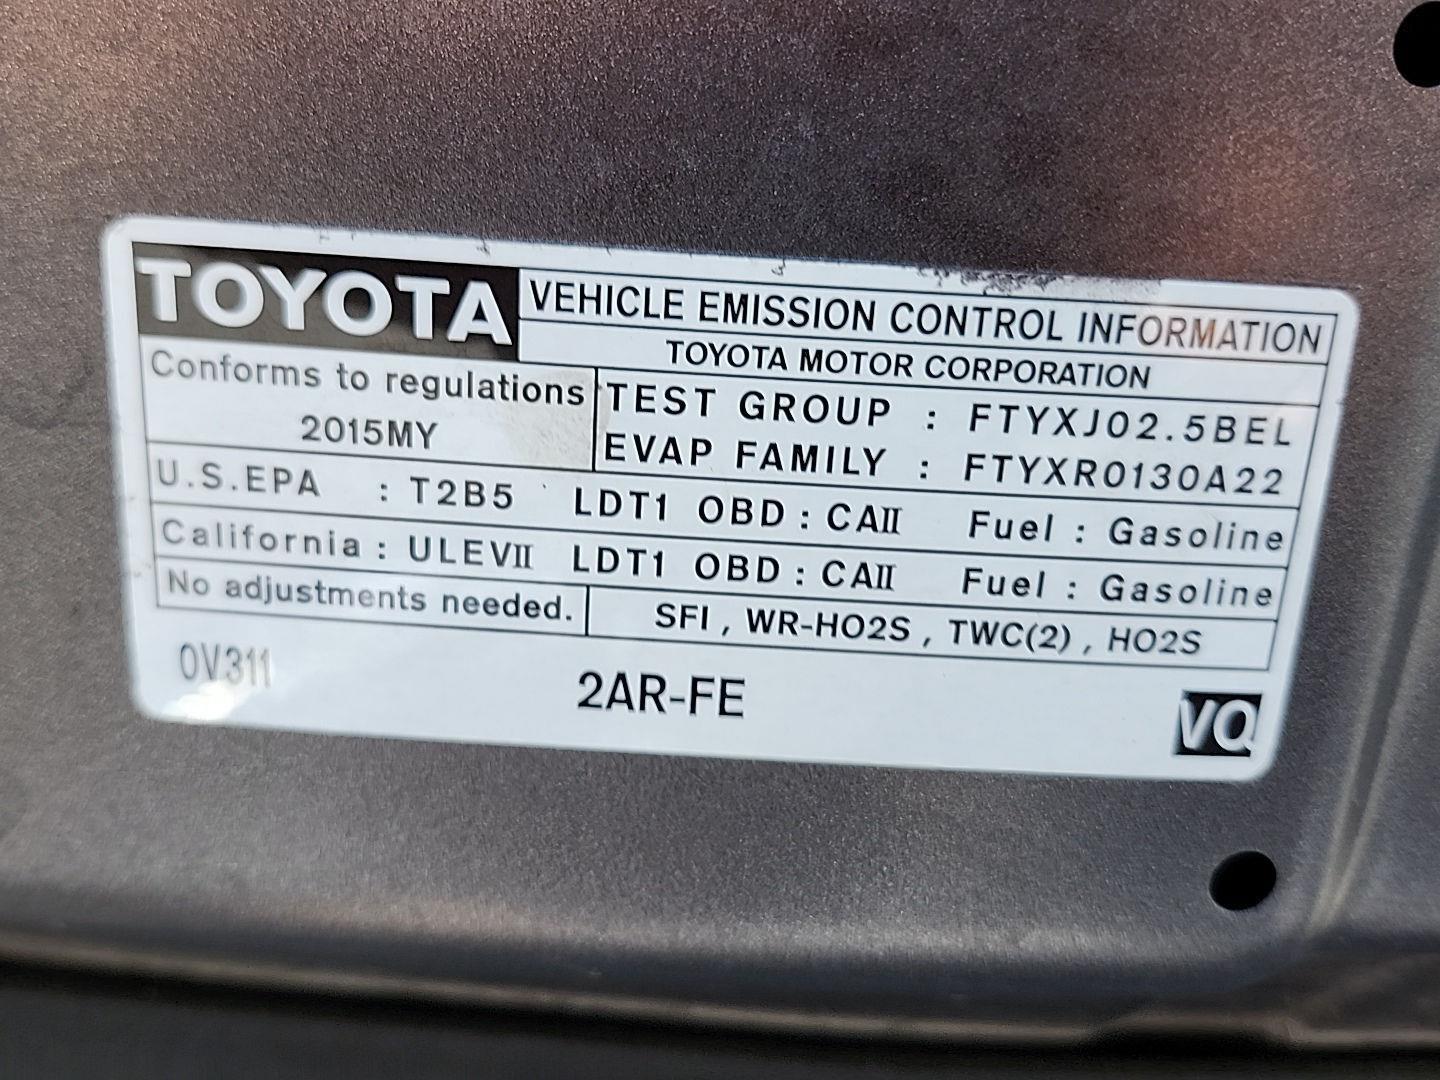 TOYOTA VEHICLE EMISSION CONTROL INFORMATION
TOYOTA MOTOR CORPORATION
Conforms to regulations
2015MY
TEST GROUP : FTYXJ02.5BEL
EVAP FAMILY : FTYXR0130A22
U.S.EPA : T2B5 LDT1 OBD : CAII Fuel : Gasoline
California : ULEVII LDT1 OBD : CAII Fuel : Gasoline
No adjustments needed. SFI , WR-HO2S , TWC(2) , HO2S
0V311
2AR-FE
VQ